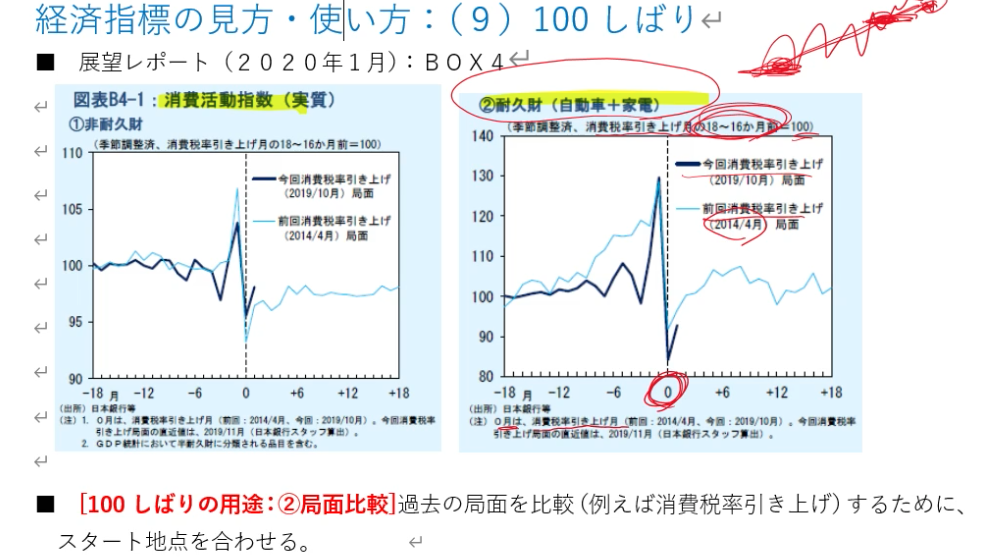 経済指標の見方・使い方：（９）100しばり
■ 展望レポート（２０２０年１月）：ＢＯＸ４
図表B4-1：消費活動指数（実質）
①非耐久財
（季節調整済、消費税率引き上げ月の18～16か月前＝100）
110
105
100
95
90
今回消費税率引き上げ
（2019/10月）局面
前回消費税率引き上げ
（2014/4月）局面
-18 月 -12 -6 0 +6 +12 +18
（出所）日本銀行等
（注）1. 0月は、消費税率引き上げ月（前回：2014/4月、今回：2019/10月）。今回消費税率
引き上げ局面の直近値は、2019/11月（日本銀行スタッフ算出）。
2. ＧＤＰ統計において半耐久財に分類される品目を含む。
②耐久財（自動車＋家電）
（季節調整済、消費税率引き上げ月の18～16か月前＝100）
140
130
120
110
100
90
80
今回消費税率引き上げ
（2019/10月）局面
前回消費税率引き上げ
（2014/4月）局面
-18 月 -12 -6 0 +6 +12 +18
（出所）日本銀行等
（注）0月は、消費税率引き上げ月（前回：2014/4月、今回：2019/10月）。今回消費税率
引き上げ局面の直近値は、2019/11月（日本銀行スタッフ算出）。
■ [100しばりの用途：②局面比較]過去の局面を比較（例えば消費税率引き上げ）するために、
スタート地点を合わせる。